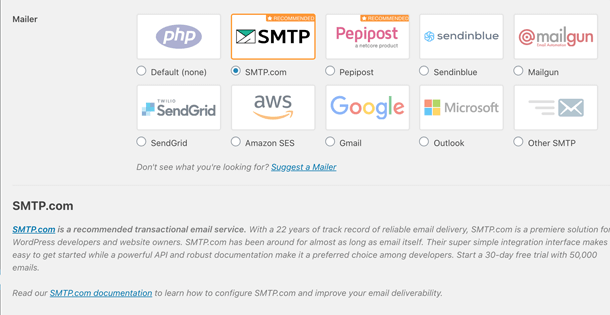 Mailer
RECOMMENDED RECOMMENDED
php SMTP Pepipost sendinblue mailgun
a netcore product Email Automation
Default (none) SMTP.com Pepipost Sendinblue Mailgun
TWILIO
SendGrid aws Google Microsoft
SendGrid Amazon SES Gmail Outlook Other SMTP
Don't see what you're looking for? Suggest a Mailer
SMTP.com
SMTP.com is a recommended transactional email service. With a 22 years of track record of reliable email delivery, SMTP.com is a premiere solution for
WordPress developers and website owners. SMTP.com has been around for almost as long as email itself. Their super simple integration interface makes
easy to get started while a powerful API and robust documentation make it a preferred choice among developers. Start a 30-day free trial with 50,000
emails.
Read our SMTP.com documentation to learn how to configure SMTP.com and improve your email deliverability.